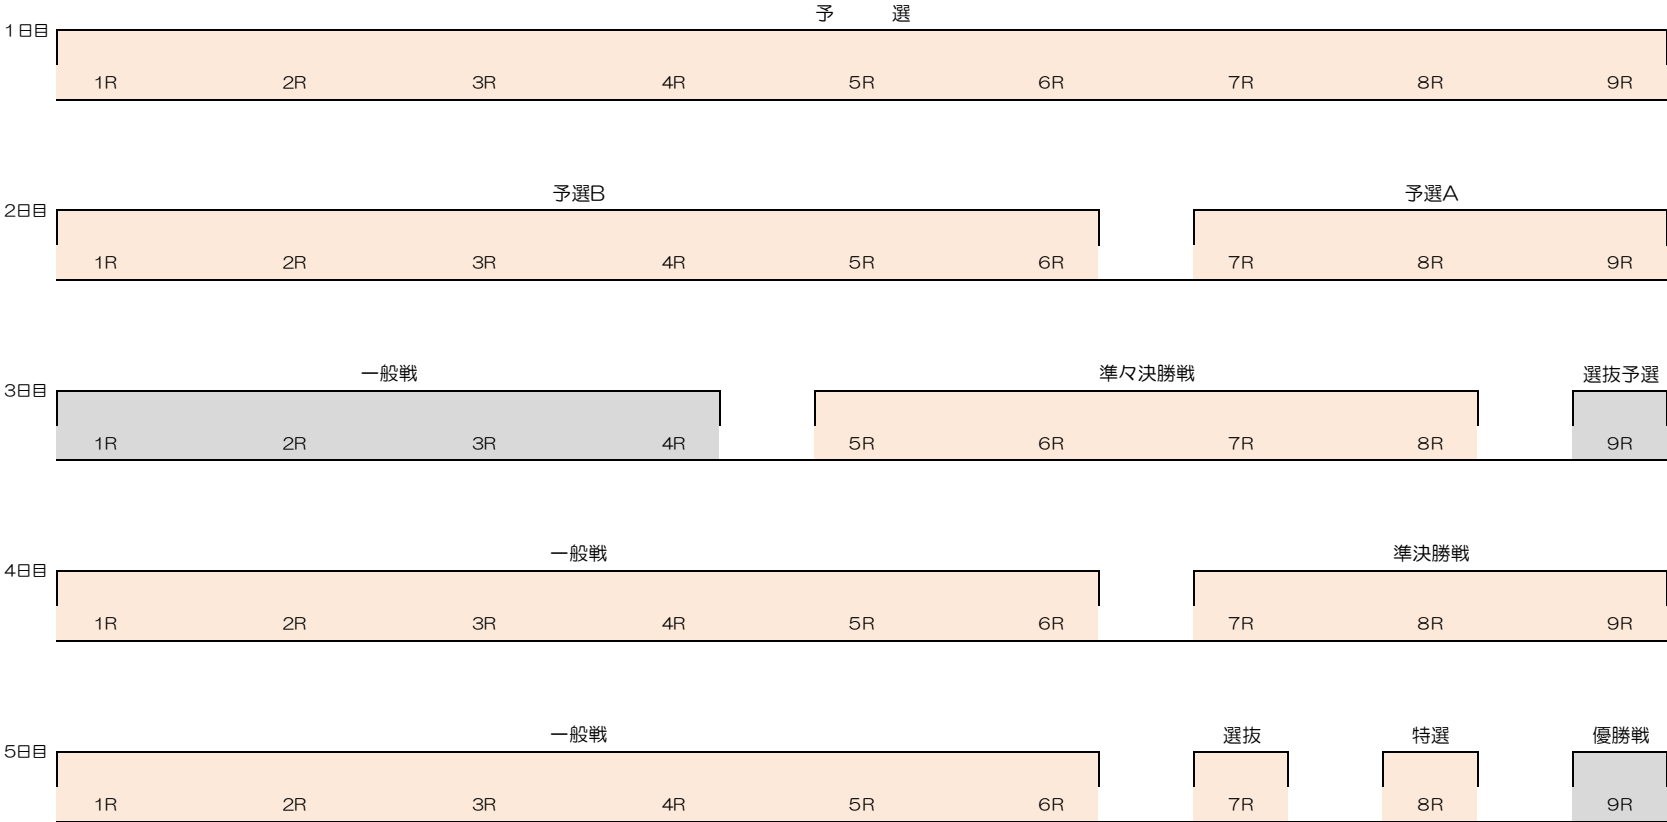 予　選
1日目
1R 2R 3R 4R 5R 6R 7R 8R 9R
予選B 予選A
2日目
1R 2R 3R 4R 5R 6R 7R 8R 9R
一般戦 準々決勝戦 選抜予選
3日目
1R 2R 3R 4R 5R 6R 7R 8R 9R
一般戦 準決勝戦
4日目
1R 2R 3R 4R 5R 6R 7R 8R 9R
一般戦 選抜 特選 優勝戦
5日目
1R 2R 3R 4R 5R 6R 7R 8R 9R